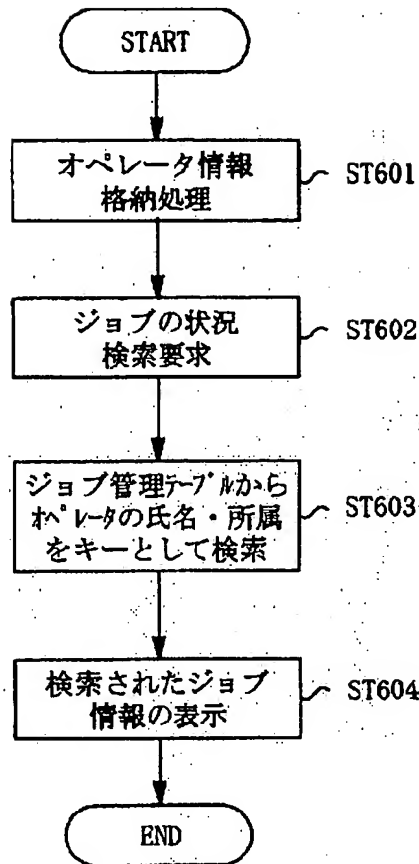 START
オペレータ情報
格納処理
ST601
ジョブの状況
検索要求
ST602
ジョブ管理ﾃｰﾌﾞﾙから
ｵﾍﾟﾚｰﾀの氏名・所属
をキーとして検索
ST603
検索されたジョブ
情報の表示
ST604
END